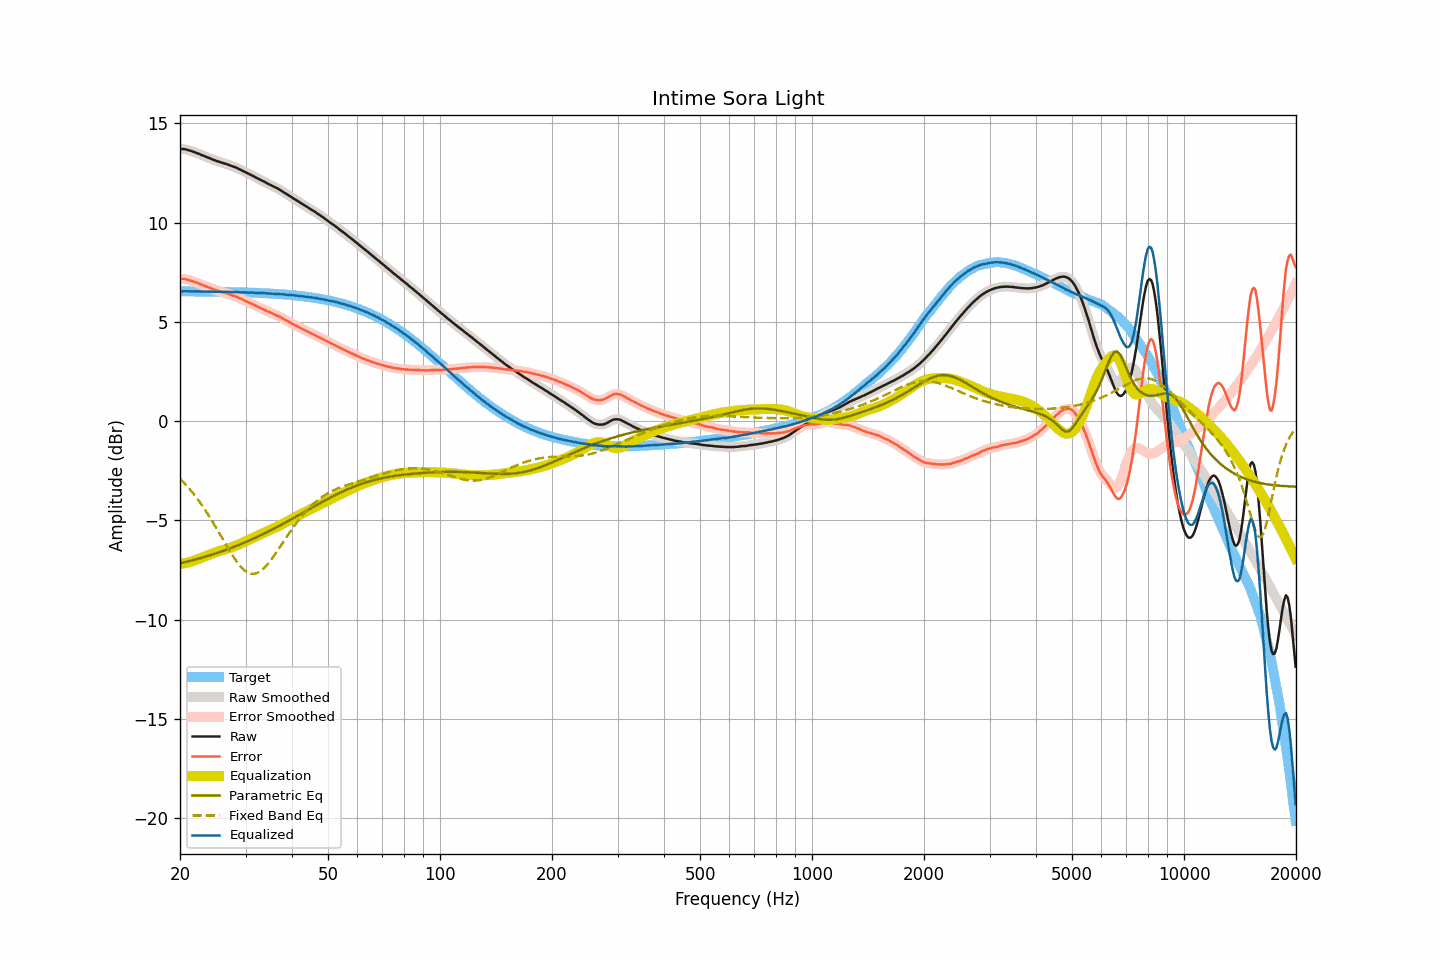 Intime Sora Light
15
10
5
0
−5
−10
−15
−20
Amplitude (dBr)
Target
Raw Smoothed
Error Smoothed
Raw
Error
Equalization
Parametric Eq
Fixed Band Eq
Equalized
20 50 100 200 500 1000 2000 5000 10000 20000
Frequency (Hz)